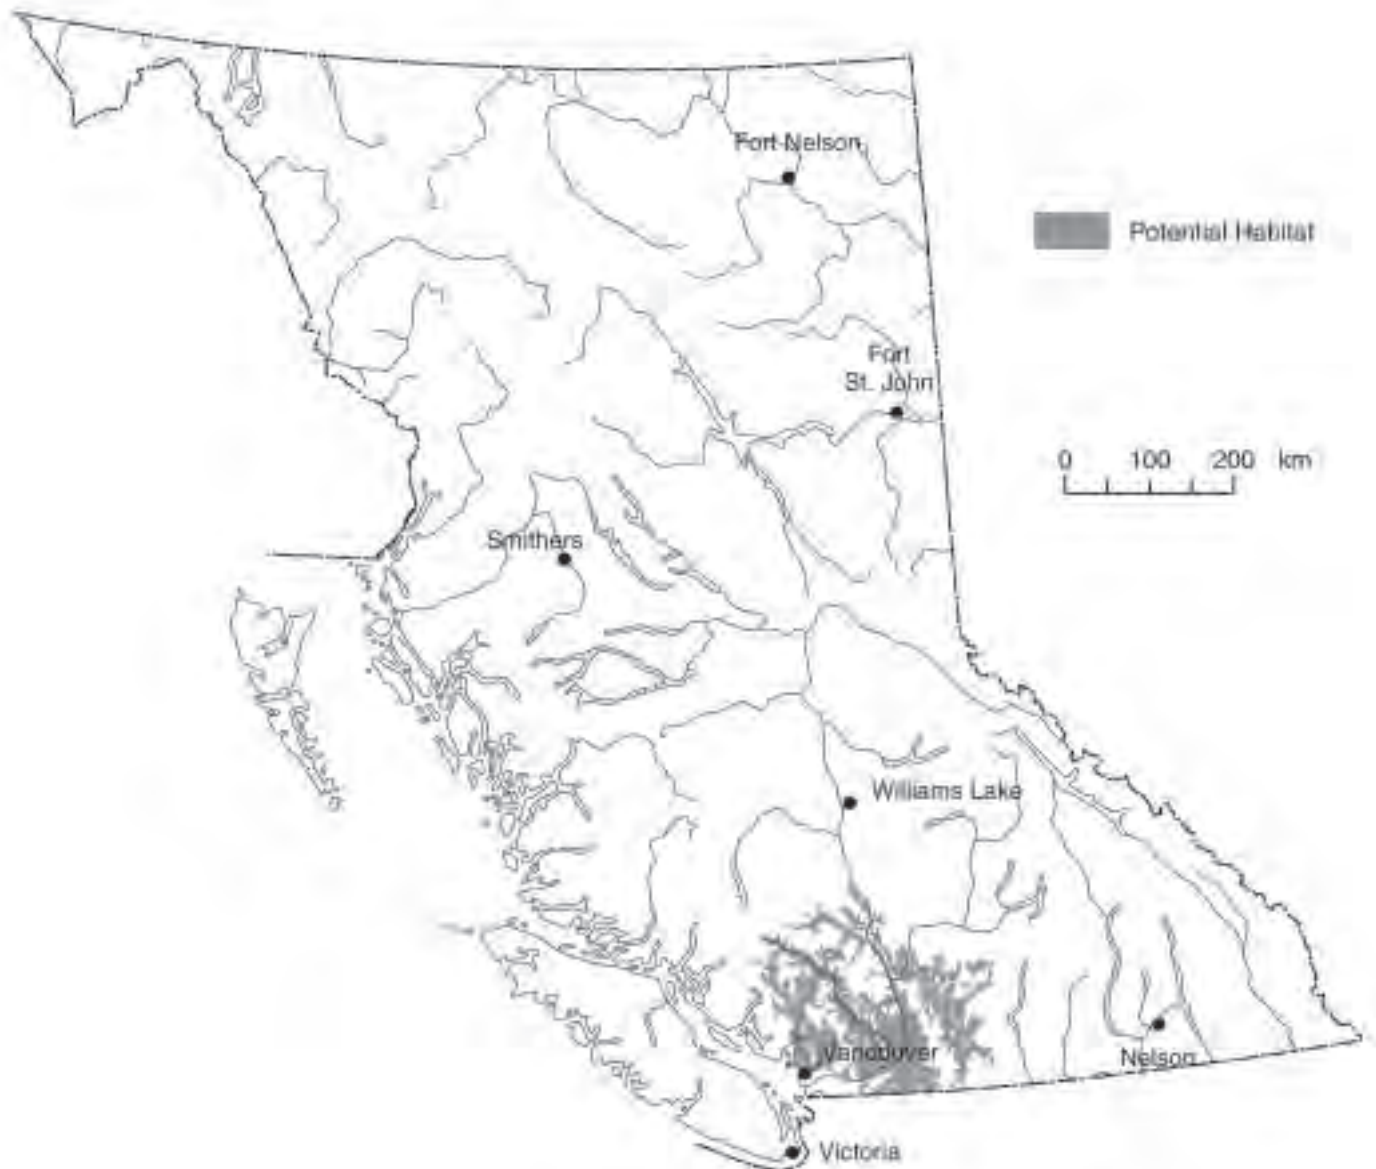 Fort Nelson
Potential Habitat
Fort
St. John
0 100 200 km
Smithers
Williams Lake
Vancouver
Nelson
Victoria